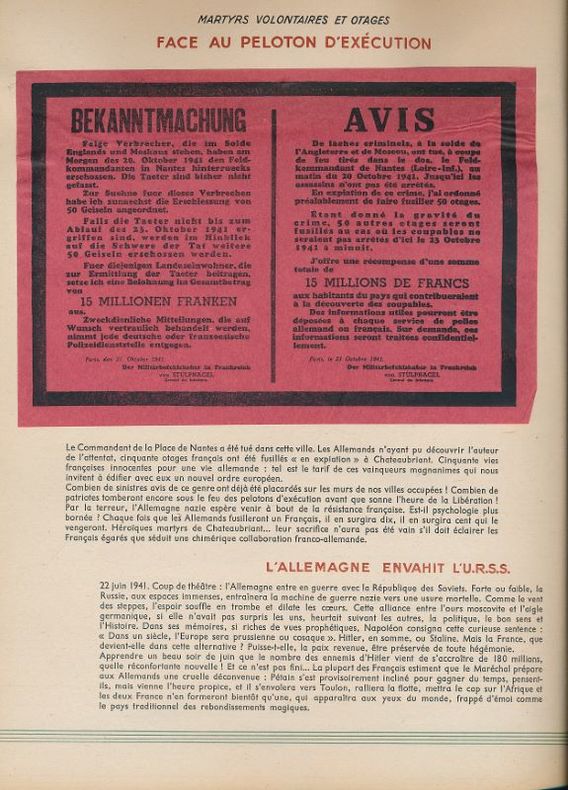 MARTYRS VOLONTAIRES ET OTAGES
FACE AU PELOTON D'EXÉCUTION
BEKANNTMACHUNG
Feige Verbrecher, die im Solde
Englands und Moskaus stehen, haben am
Morgen des 20. Oktober 1941 den Feld-
kommandanten in Nantes hinterruecks
erschossen. Die Taeter sind bisher nicht
gefasst.
Zur Suehne fuer dieses Verbrechen
habe ich zunaechst die Erschiessung von
50 Geiseln angeordnet.
Falls die Taeter nicht bis zum
Ablauf des 23. Oktober 1941 er-
griffen sind, werden im Hinblick
auf die Schwere der Tat weitere
50 Geiseln erschossen werden.
Fuer diejenigen Landeseinwohner, die
zur Ermittlung der Taeter beitragen,
setze ich eine Belohnung im Gesamtbetrag
von
15 MILLIONEN FRANKEN
aus.
Zweckdienliche Mitteilungen, die auf
Wunsch vertraulich behandelt werden,
nimmt jede deutsche oder franzoesische
Polizeidienststelle entgegen.
Paris, den 21. Oktober 1941.
Der Militärbefehlshaber in Frankreich
von STÜLPNAGEL
General der Infanterie
AVIS
De lâches criminels, à la solde de
l'Angleterre et de Moscou, ont tué, à coups
de feu tirés dans le dos, le Feld-
kommandant de Nantes (Loire-Inf.), au
matin du 20 Octobre 1941. Jusqu'ici les
assassins n'ont pas été arrêtés.
En expiation de ce crime, j'ai ordonné
préalablement de faire fusiller 50 otages.
Étant donné la gravité du
crime, 50 autres otages seront
fusillés au cas où les coupables ne
seraient pas arrêtés d'ici le 23 Octobre
1941 à minuit.
J'offre une récompense d'une somme
totale de
15 MILLIONS DE FRANCS
aux habitants du pays qui contribueraient
à la découverte des coupables.
Des informations utiles pourront être
déposées à chaque service de police
allemand ou français. Sur demande, ces
informations seront traitées confidentiel-
lement.
Paris, le 21 Octobre 1941.
Der Militärbefehlshaber in Frankreich
von STÜLPNAGEL
General der Infanterie
Le Commandant de la Place de Nantes a été tué dans cette ville. Les Allemands n'ayant pu découvrir l'auteur
de l'attentat, cinquante otages français ont été fusillés « en expiation » à Chateaubriant. Cinquante vies
françaises innocentes pour une vie allemande : tel est le tarif de ces vainqueurs magnanimes qui nous
invitent à édifier avec eux un nouvel ordre européen.
Combien de sinistres avis de ce genre ont déjà été placardés sur les murs de nos villes occupées ! Combien de
patriotes tomberont encore sous le feu des pelotons d'exécution avant que sonne l'heure de la Libération !
Par la terreur, l'Allemagne nazie espère venir à bout de la résistance française. Est-il psychologie plus
bornée ? Chaque fois que les Allemands fusilleront un Français, il en surgira dix, il en surgira cent qui le
vengeront. Héroïques martyrs de Chateaubriant... leur sacrifice n'aura pas été vain s'il doit éclairer les
Français égarés que séduit une chimérique collaboration franco-allemande.
L'ALLEMAGNE ENVAHIT L'U.R.S.S.
22 juin 1941. Coup de théâtre : l'Allemagne entre en guerre avec la République des Soviets. Forte ou faible, la
Russie, aux espaces immenses, entraînera la machine de guerre nazie vers une usure mortelle. Comme le vent
des steppes, l'espoir souffle en trombe et dilate les cœurs. Cette alliance entre l'ours moscovite et l'aigle
germanique, si elle n'avait pas surpris les uns, heurtait suivant les autres, la politique, le bon sens et
l'Histoire. Dans ses mémoires, si riches de vues prophétiques, Napoléon consigna cette curieuse sentence :
« Dans un siècle, l'Europe sera prussienne ou cosaque ». Hitler, en somme, ou Staline. Mais la France, que
devient-elle dans cette alternative ? Puisse-t-elle, la paix revenue, être préservée de toute hégémonie.
Apprendre un beau soir de juin que le nombre des ennemis d'Hitler vient de s'accroître de 180 millions,
quelle réconfortante nouvelle ! Et ce n'est pas fini... La plupart des Français estiment que le Maréchal prépare
aux Allemands une cruelle déconvenue : Pétain s'est provisoirement incliné pour gagner du temps, pensent-
ils, mais vienne l'heure propice, et il s'envolera vers Toulon, ralliera la flotte, mettra le cap sur l'Afrique et
les deux France n'en formeront bientôt qu'une, qui apparaîtra aux yeux du monde, frappé d'émoi comme
le pays traditionnel des rebondissements magiques.